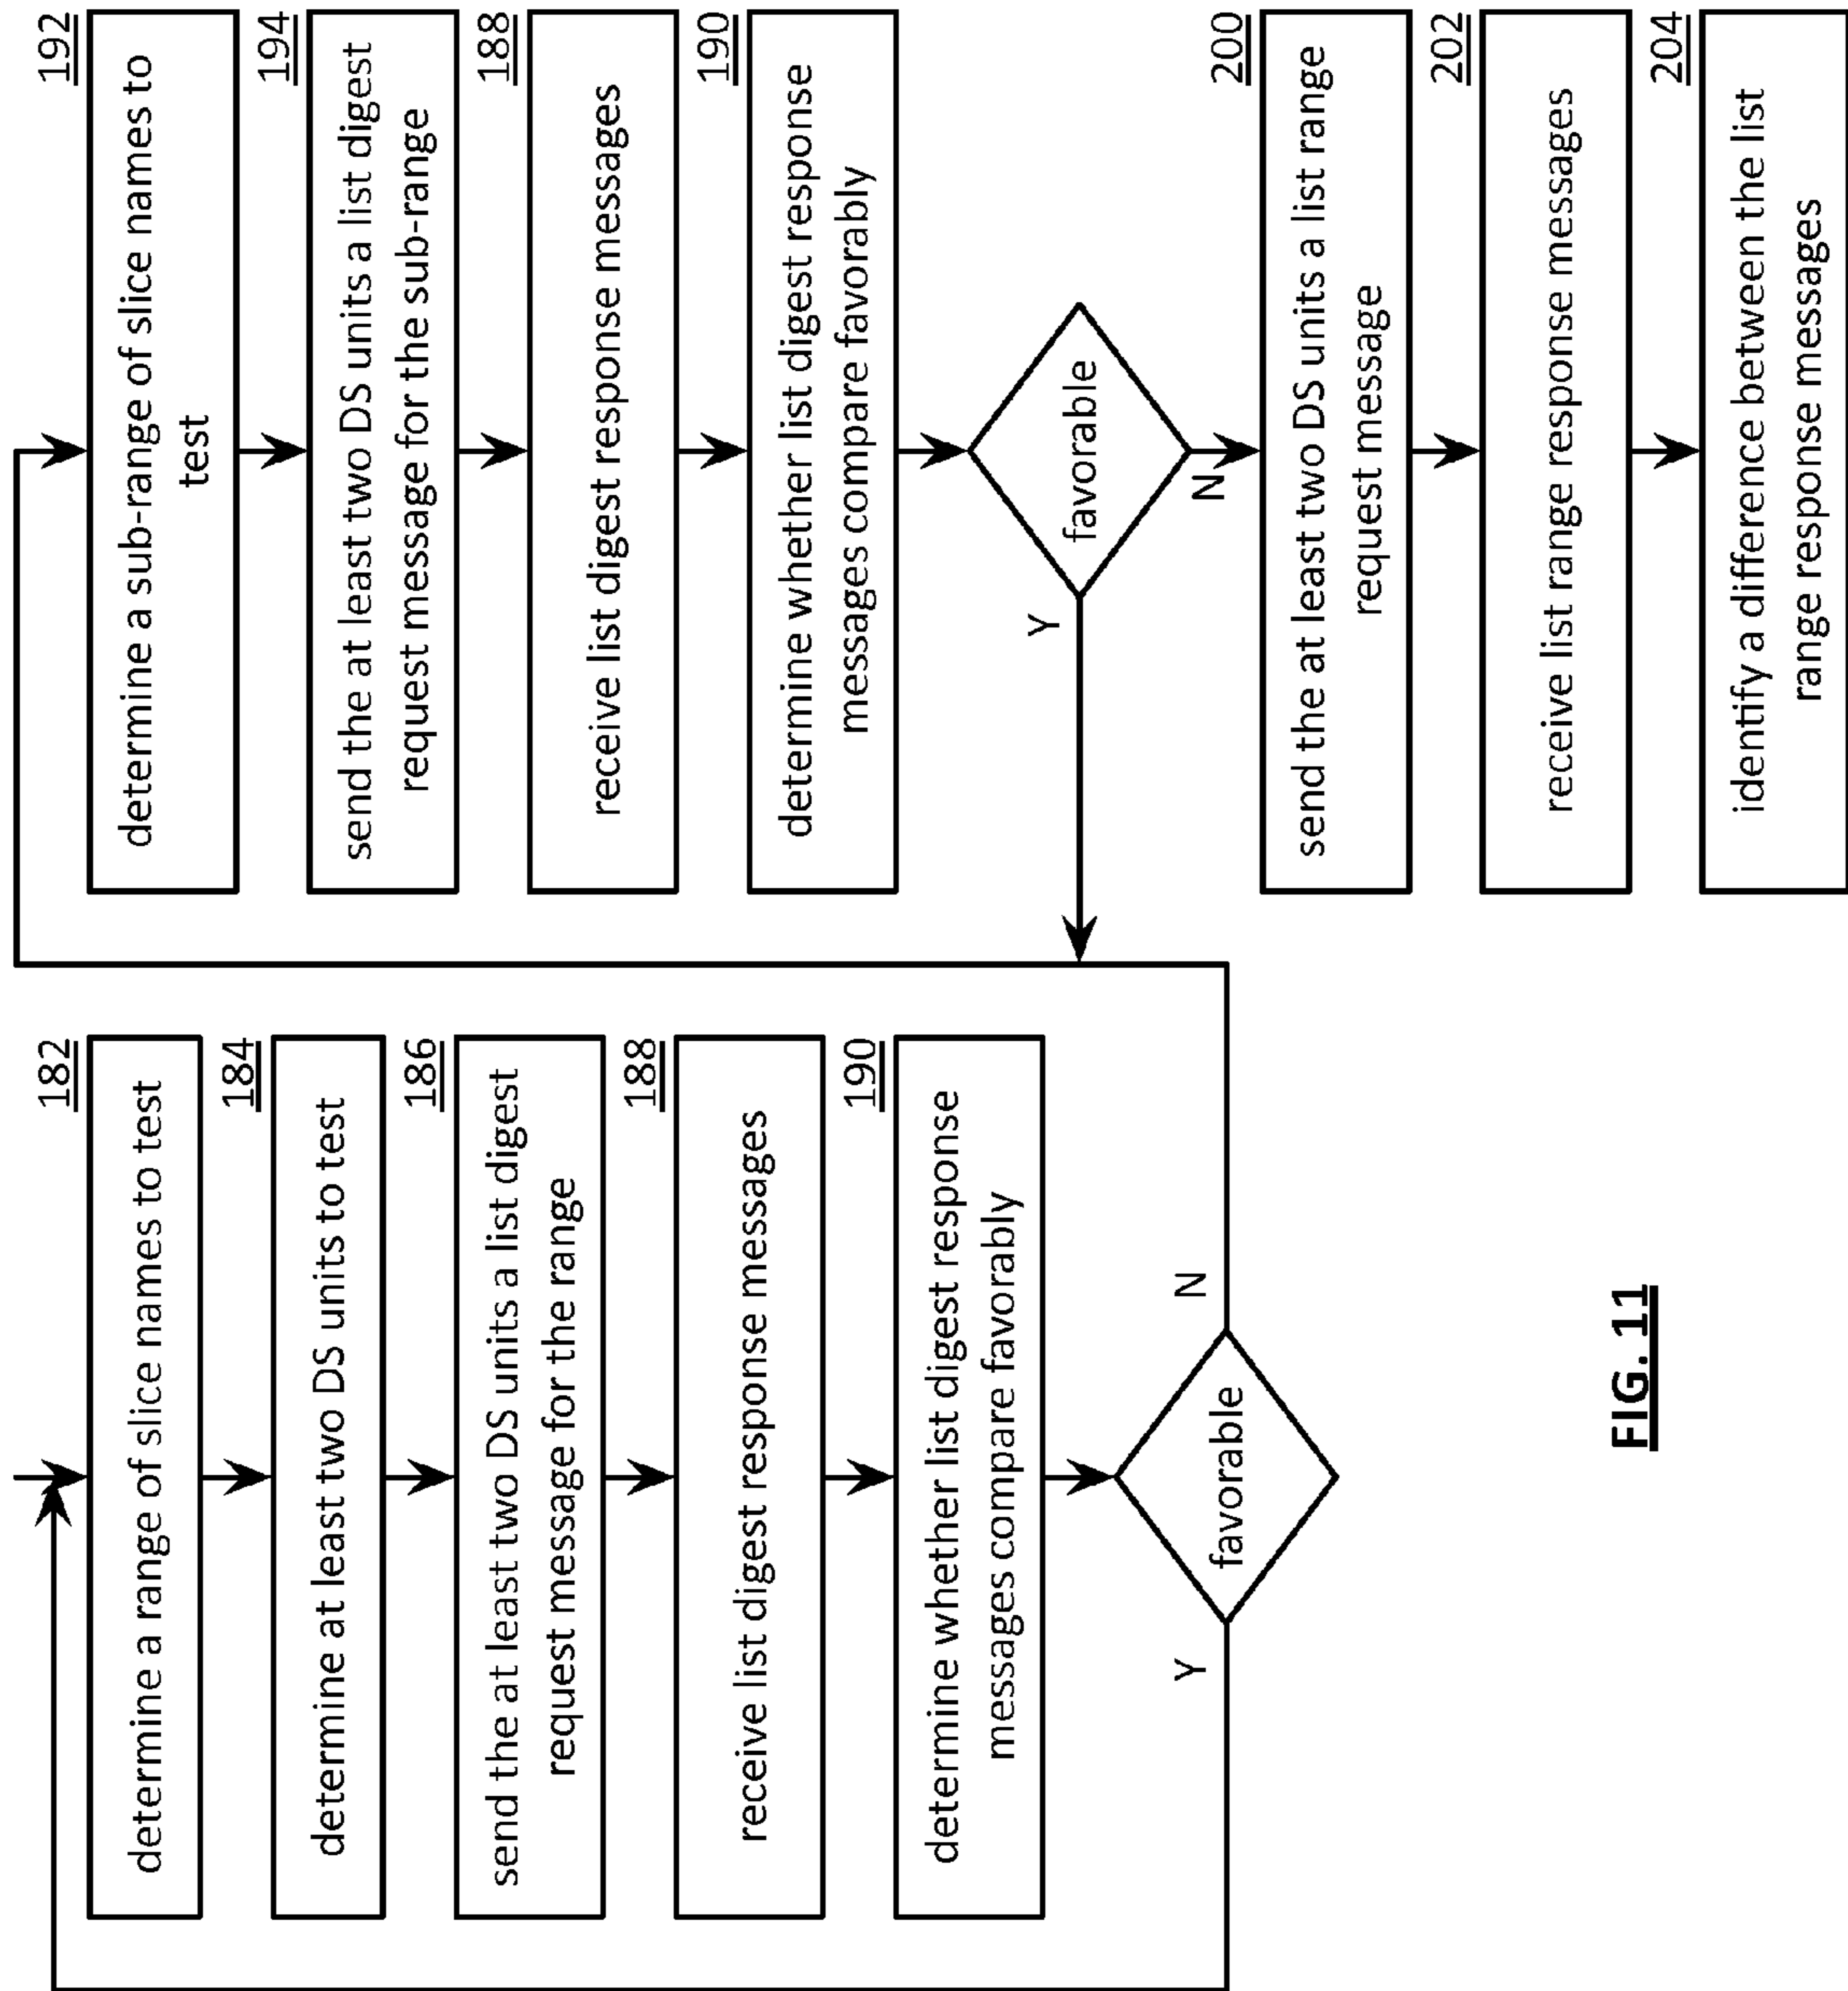 182
determine a range of slice names to test
184
determine at least two DS units to test
186
send the at least two DS units a list digest
request message for the range
188
receive list digest response messages
190
determine whether list digest response
messages compare favorably
favorable
Y
N
192
determine a sub-range of slice names to
test
194
send the at least two DS units a list digest
request message for the sub-range
188
receive list digest response messages
190
determine whether list digest response
messages compare favorably
favorable
Y
N
200
send the at least two DS units a list range
request message
202
receive list range response messages
204
identify a difference between the list
range response messages
FIG. 11